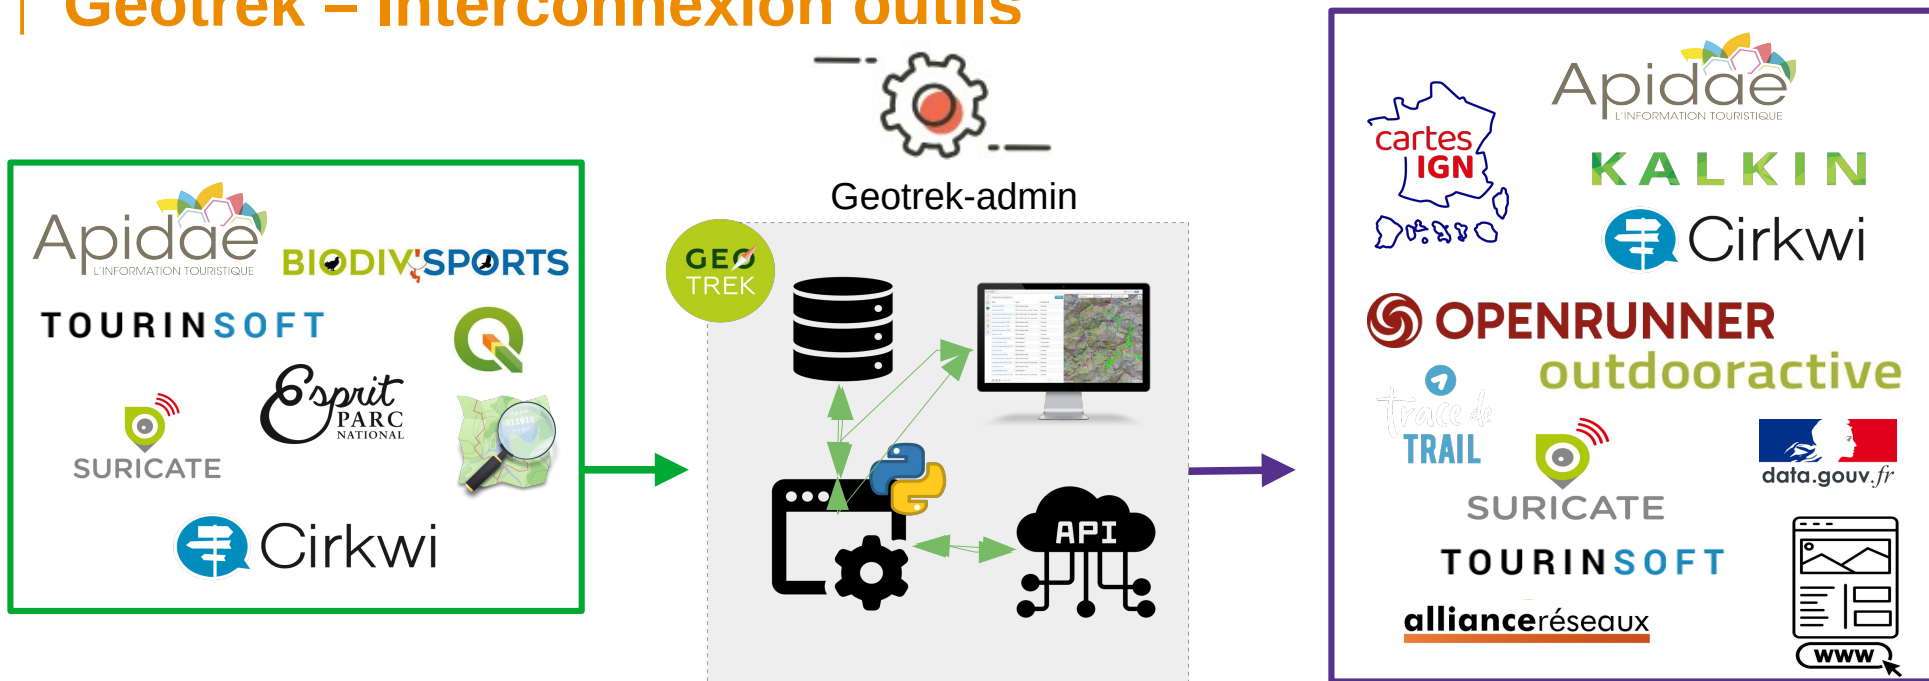 Geotrek – Interconnexion outils
Geotrek-admin
Apidae
L'INFORMATION TOURISTIQUE
BIODIV'SPORTS
TOURINSOFT
Esprit
PARC
NATIONAL
SURICATE
Cirkwi
GEO
TREK
API
cartes
IGN
Apidae
L'INFORMATION TOURISTIQUE
KALKIN
Cirkwi
OPENRUNNER
outdooractive
trace de
TRAIL
SURICATE
data.gouv.fr
TOURINSOFT
allianceréseaux
www